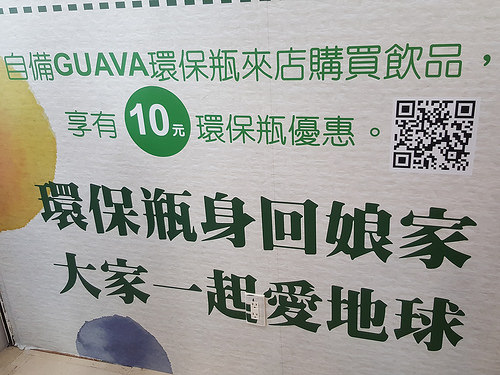 自備GUAVA環保瓶來店購買飲品，
享有10元環保瓶優惠。
環保瓶身回娘家
大家一起愛地球